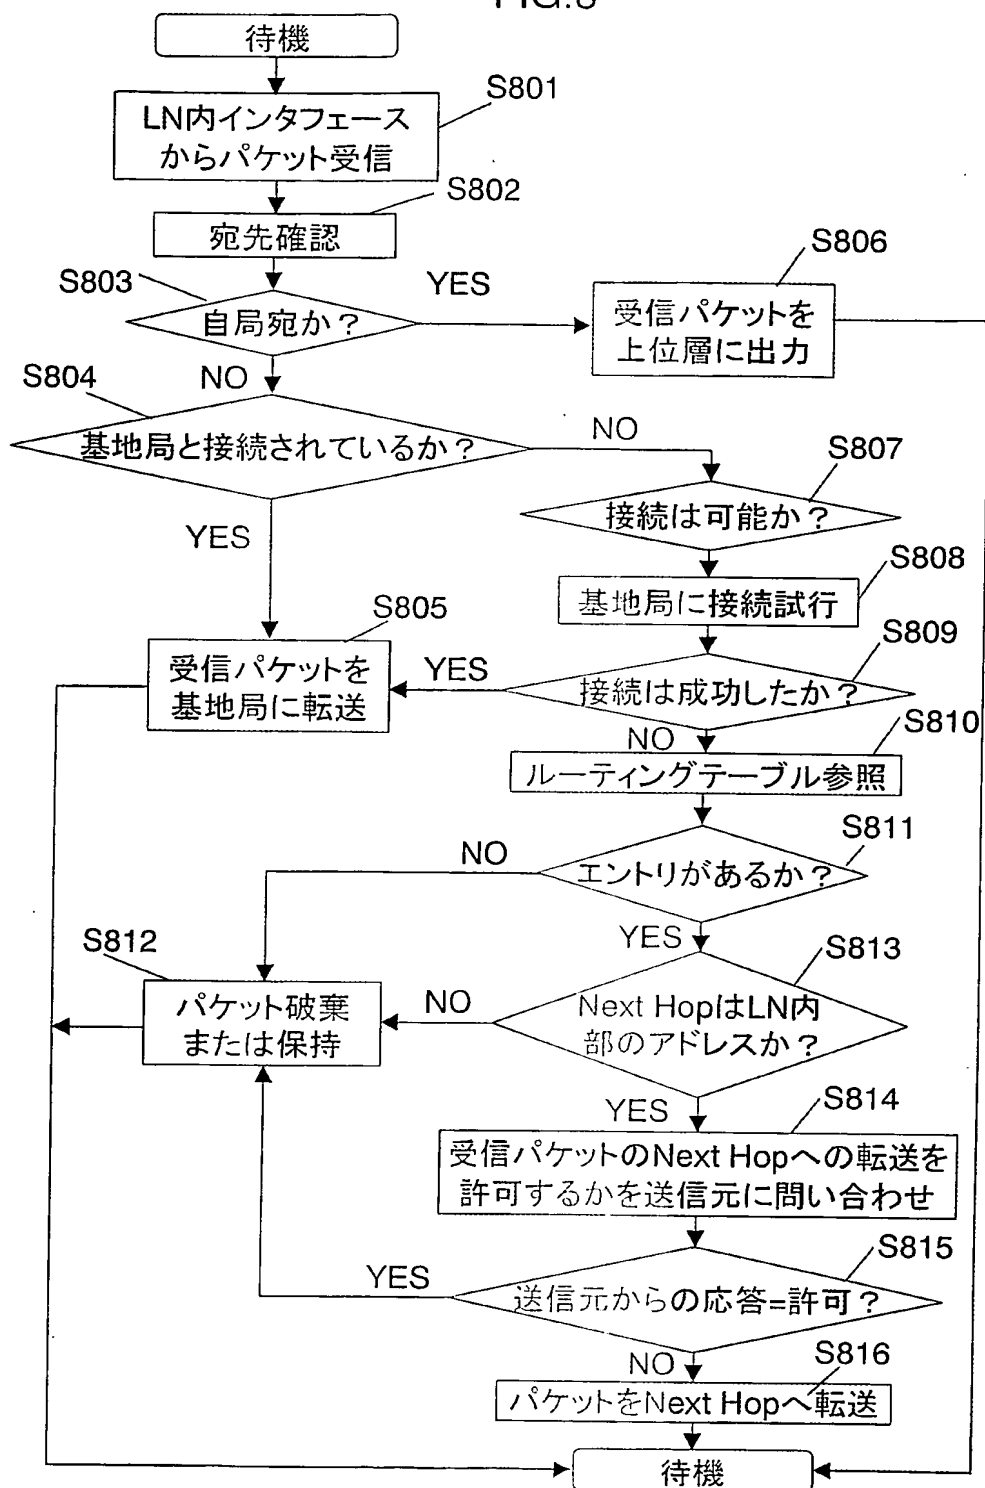 待機
S801
LN内インタフェース
からパケット受信
S802
宛先確認
S803
自局宛か？
YES
S806
受信パケットを
上位層に出力
NO
S804
基地局と接続されているか？
NO
S807
接続は可能か？
YES
S808
基地局に接続試行
S805
受信パケットを
基地局に転送
YES
S809
接続は成功したか？
NO
S810
ルーティングテーブル参照
S811
エントリがあるか？
NO
YES
S812
パケット破棄
または保持
NO
S813
Next HopはLN内
部のアドレスか？
YES
S814
受信パケットのNext Hopへの転送を
許可するかを送信元に問い合わせ
S815
送信元からの応答=許可？
YES
NO
S816
パケットをNext Hopへ転送
待機